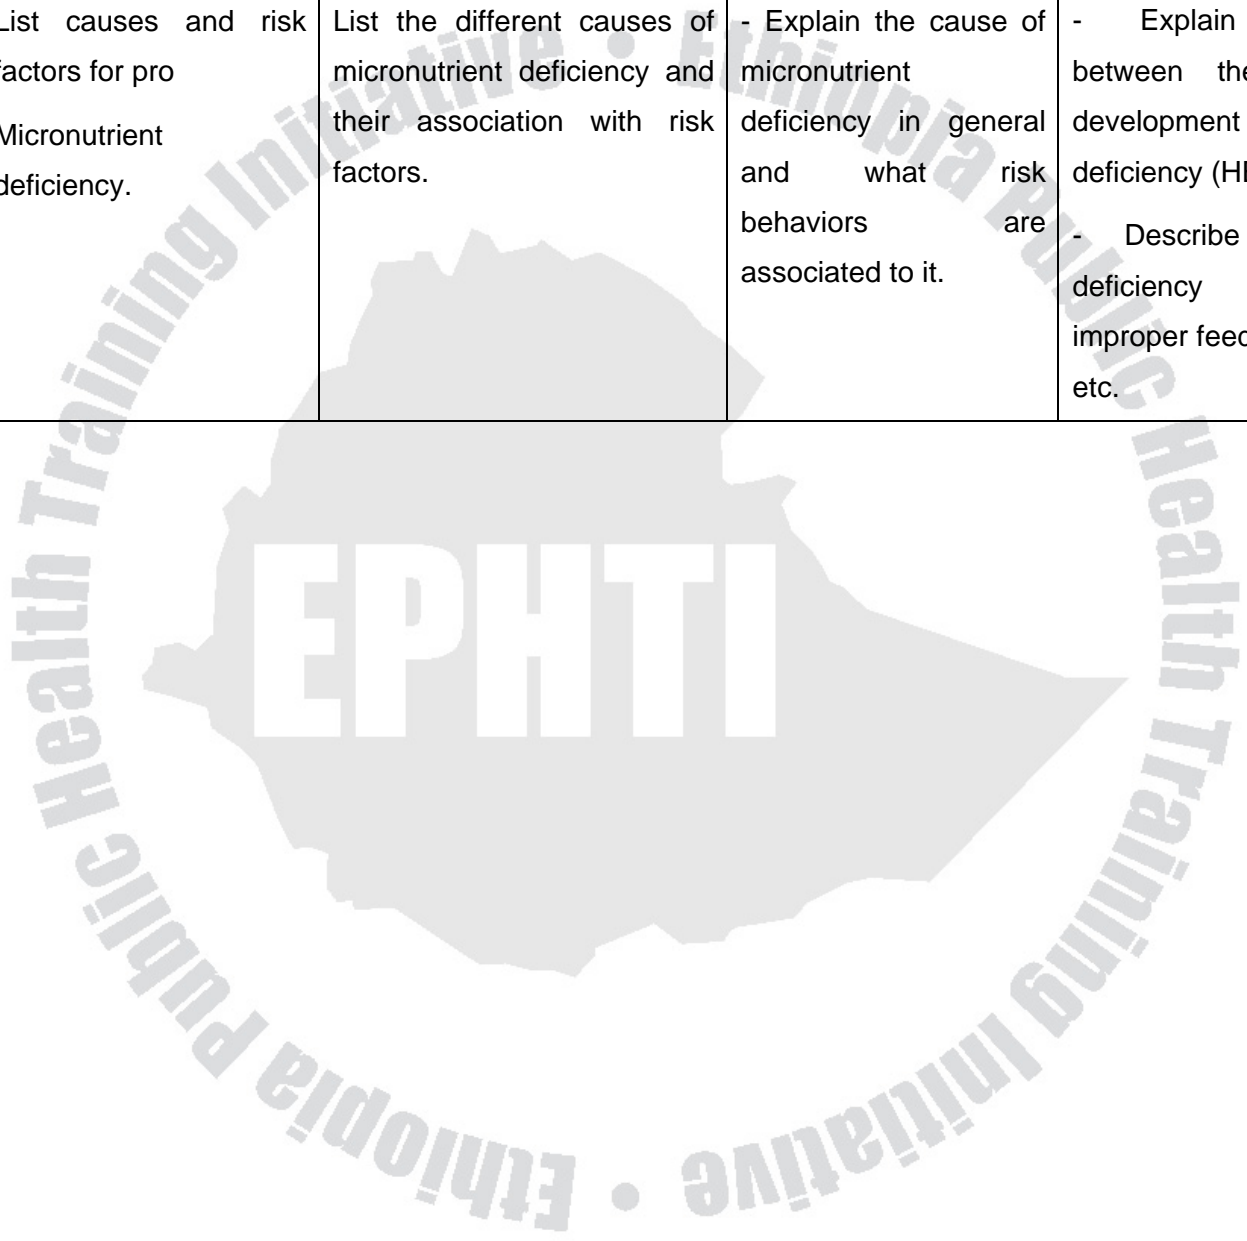 List causes and risk
factors for pro
Micronutrient
deficiency.
List the different causes of
micronutrient deficiency and
their association with risk
factors.
- Explain the cause of
micronutrient
deficiency in general
and what risk
behaviors are
associated to it.
- Explain
between the
development
deficiency (HE
- Describe
deficiency
improper feed
etc.
EPHTI
Ethiopia Public Health Training Initiative • Ethiopia Public Health Training Initiative •